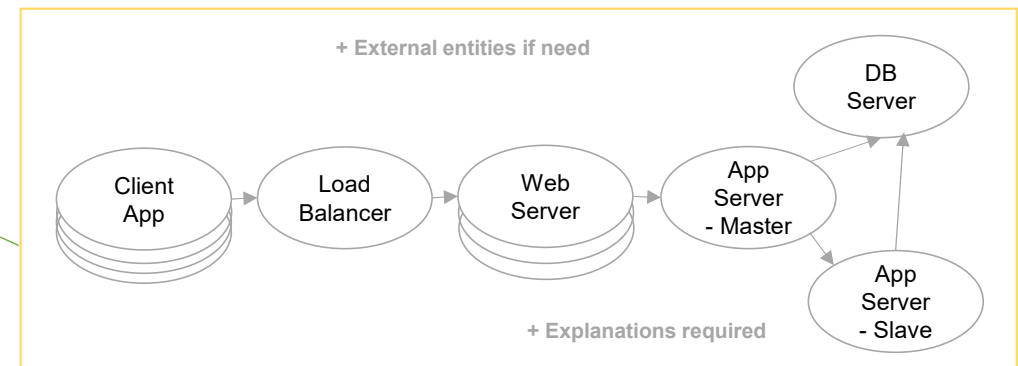 + External entities if need
DB
Server
Client
App
Load
Balancer
Web
Server
App
Server
- Master
App
Server
- Slave
+ Explanations required